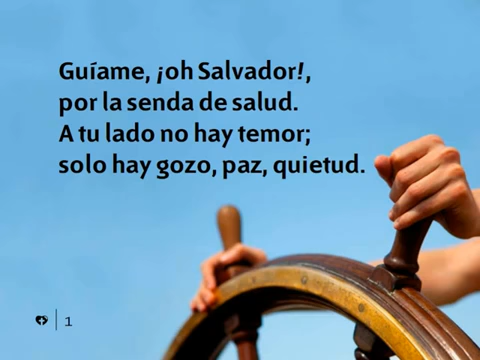 Guíame, ¡oh Salvador!,
por la senda de salud.
A tu lado no hay temor;
solo hay gozo, paz, quietud.
1